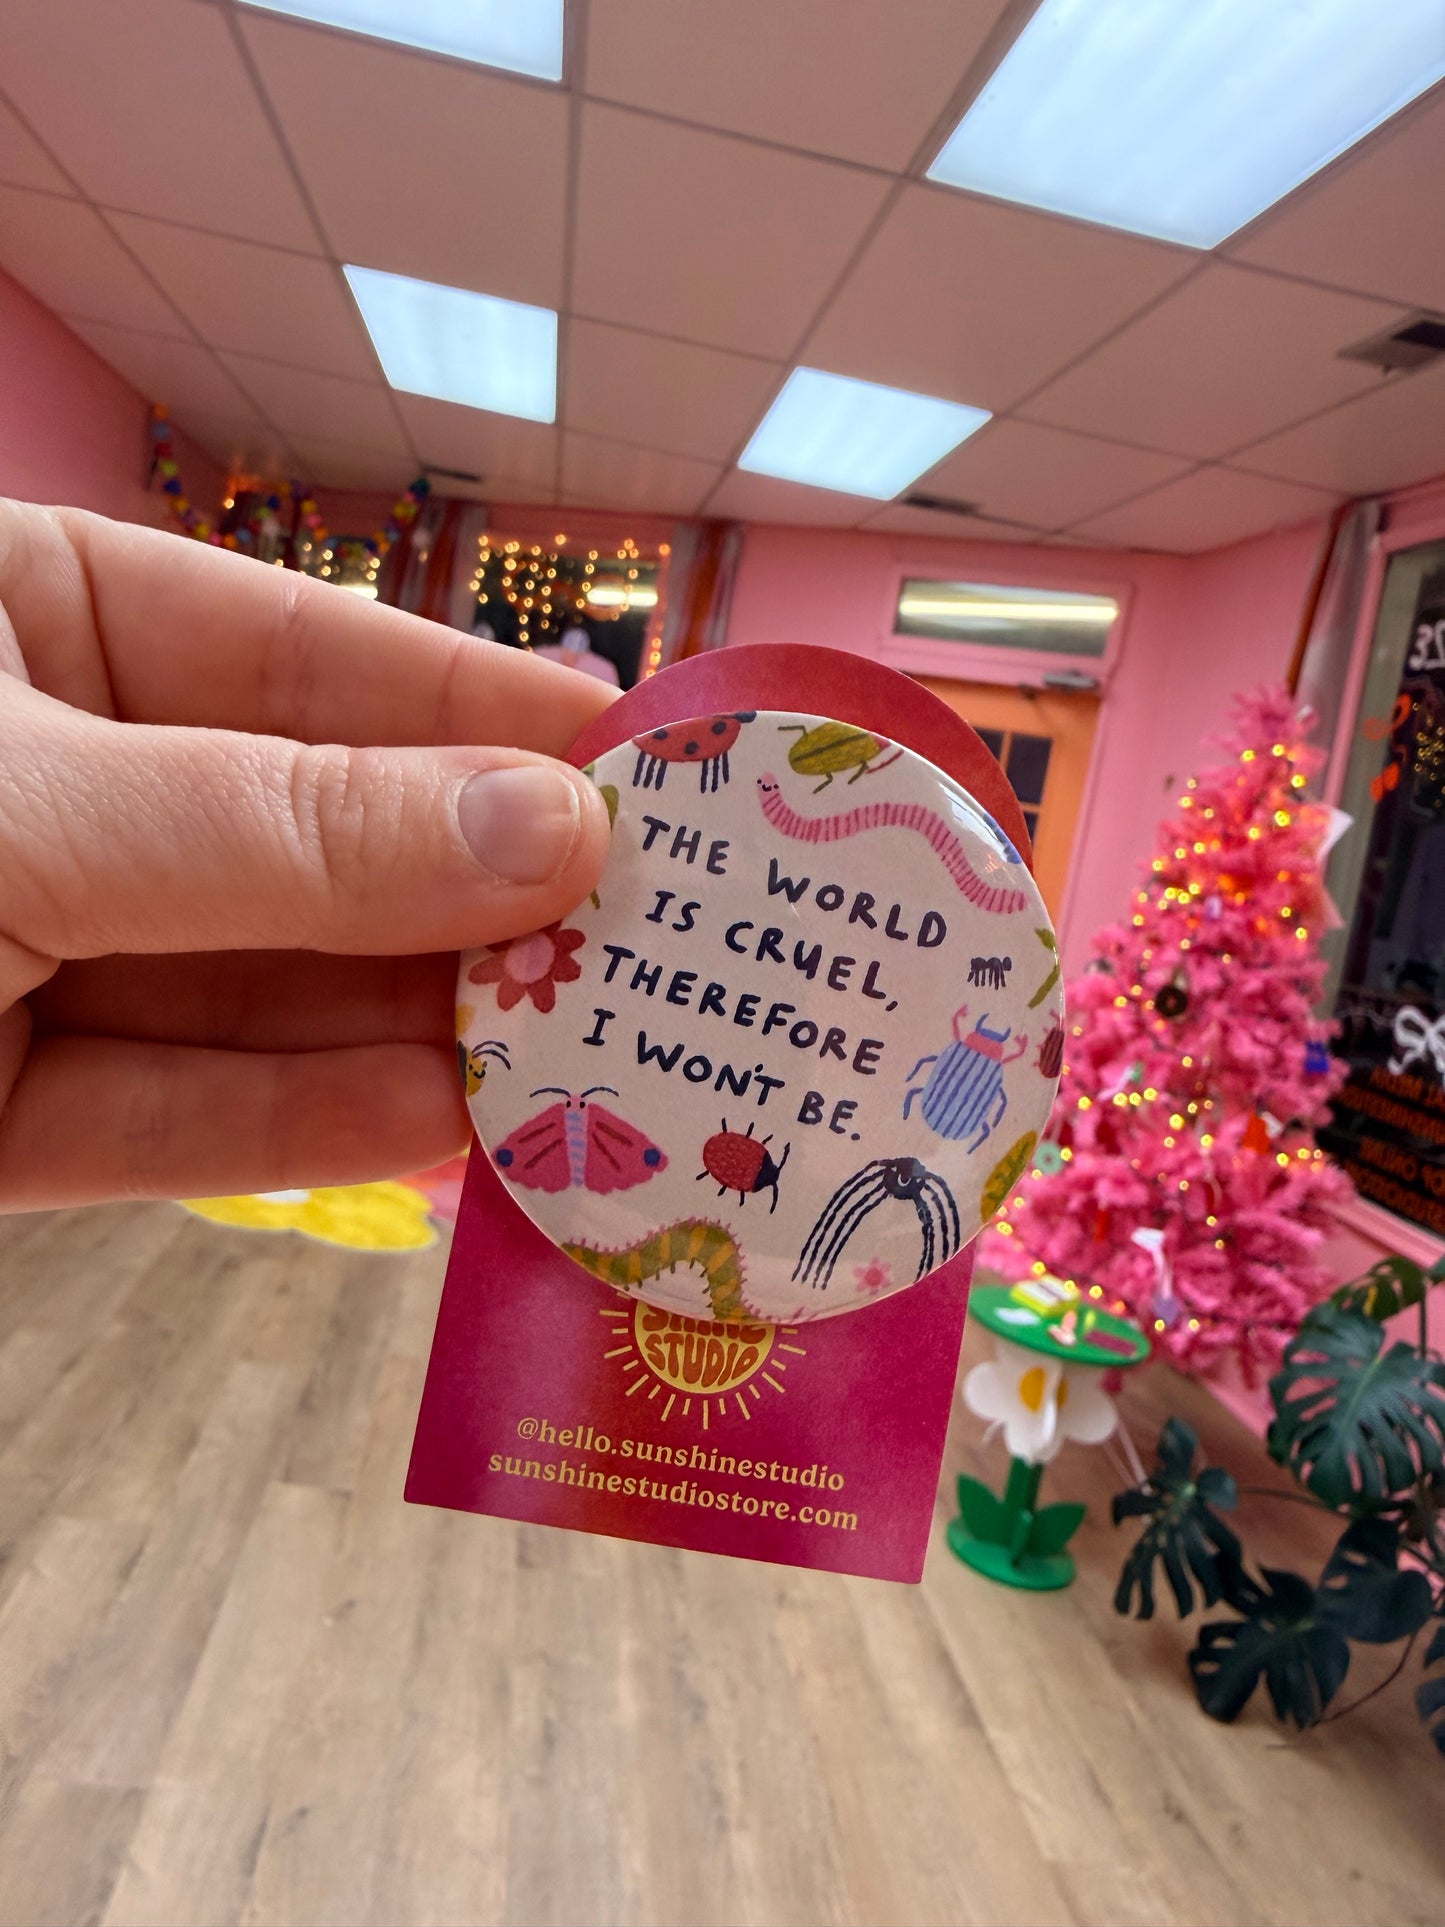 THE WORLD
IS CRUEL,
THEREFORE
I WON'T BE.
STUDIO
@hello.sunshinestudio
sunshinestudiostore.com